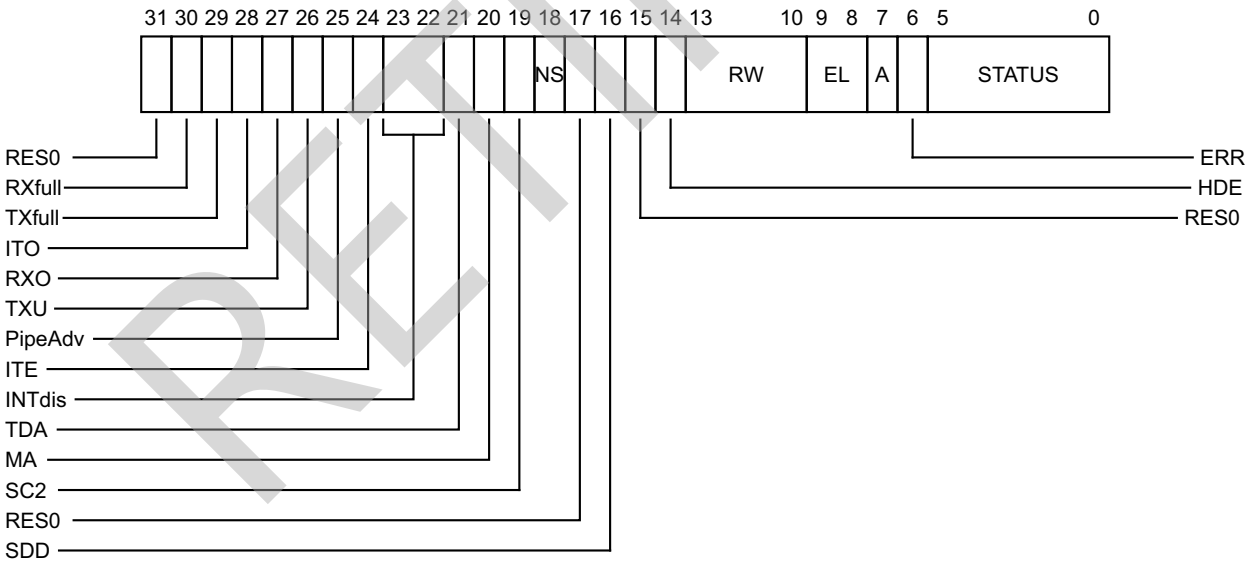 31 30 29 28 27 26 25 24 23 22 21 20 19 18 17 16 15 14 13 10 9 8 7 6 5 0
NS RW EL A STATUS
RES0 ERR
RXfull HDE
TXfull RES0
ITO
RXO
TXU
PipeAdv
ITE
INTdis
TDA
MA
SC2
RES0
SDD